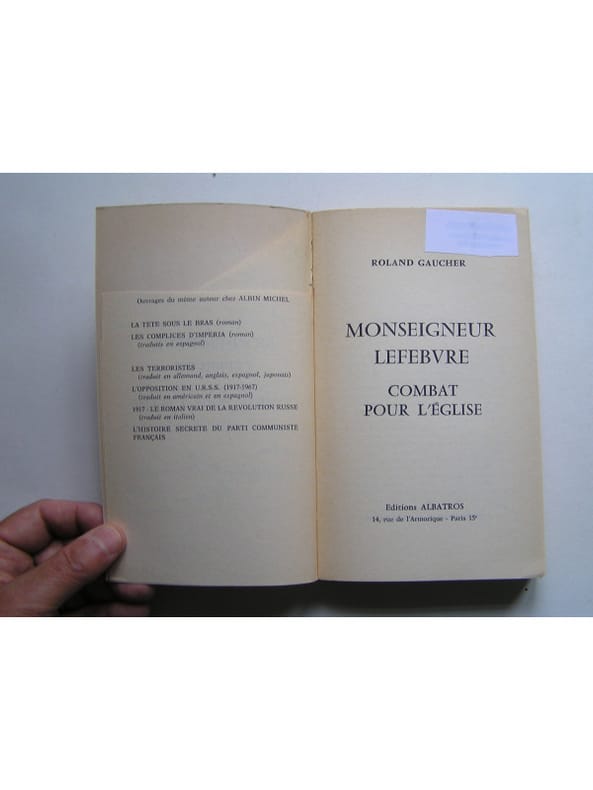 Ouvrages du même auteur chez ALBIN MICHEL
LA TETE SOUS LE BRAS (roman)
LES COMPLICES D'IMPERIA (roman)
(traduits en espagnol)
LES TERRORISTES
(traduit en allemand, anglais, espagnol, japonais)
L'OPPOSITION EN U.R.S.S. (1917-1967)
(traduit en américain et en espagnol)
1917 - LE ROMAN VRAI DE LA REVOLUTION RUSSE
(traduit en italien)
L'HISTOIRE SECRETE DU PARTI COMMUNISTE
FRANÇAIS
ROLAND GAUCHER
MONSEIGNEUR
LEFEBVRE
COMBAT
POUR L'ÉGLISE
Editions ALBATROS
14, rue de l'Armorique - Paris 15e